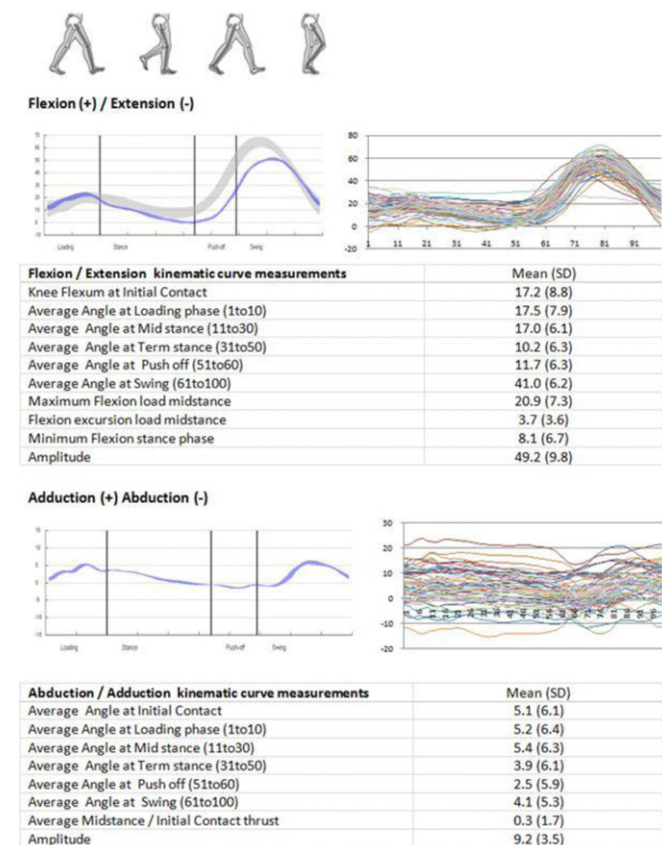 Flexion (+) / Extension (-)
Loading Stance Push-off Swing
80
60
40
20
0
-20
1 11 21 31 41 51 61 71 81 91
Flexion / Extension kinematic curve measurements Mean (SD)
Knee Flexum at Initial Contact 17.2 (8.8)
Average Angle at Loading phase (1to10) 17.5 (7.9)
Average Angle at Mid stance (11to30) 17.0 (6.1)
Average Angle at Term stance (31to50) 10.2 (6.3)
Average Angle at Push off (51to60) 11.7 (6.3)
Average Angle at Swing (61to100) 41.0 (6.2)
Maximum Flexion load midstance 20.9 (7.3)
Flexion excursion load midstance 3.7 (3.6)
Minimum Flexion stance phase 8.1 (6.7)
Amplitude 49.2 (9.8)
Adduction (+) Abduction (-)
Loading Stance Push-off Swing
30
20
10
0
-10
-20
Abduction / Adduction kinematic curve measurements Mean (SD)
Average Angle at Initial Contact 5.1 (6.1)
Average Angle at Loading phase (1to10) 5.2 (6.4)
Average Angle at Mid stance (11to30) 5.4 (6.3)
Average Angle at Term stance (31to50) 3.9 (6.1)
Average Angle at Push off (51to60) 2.5 (5.9)
Average Angle at Swing (61to100) 4.1 (5.3)
Average Midstance / Initial Contact thrust 0.3 (1.7)
Amplitude 9.2 (3.5)